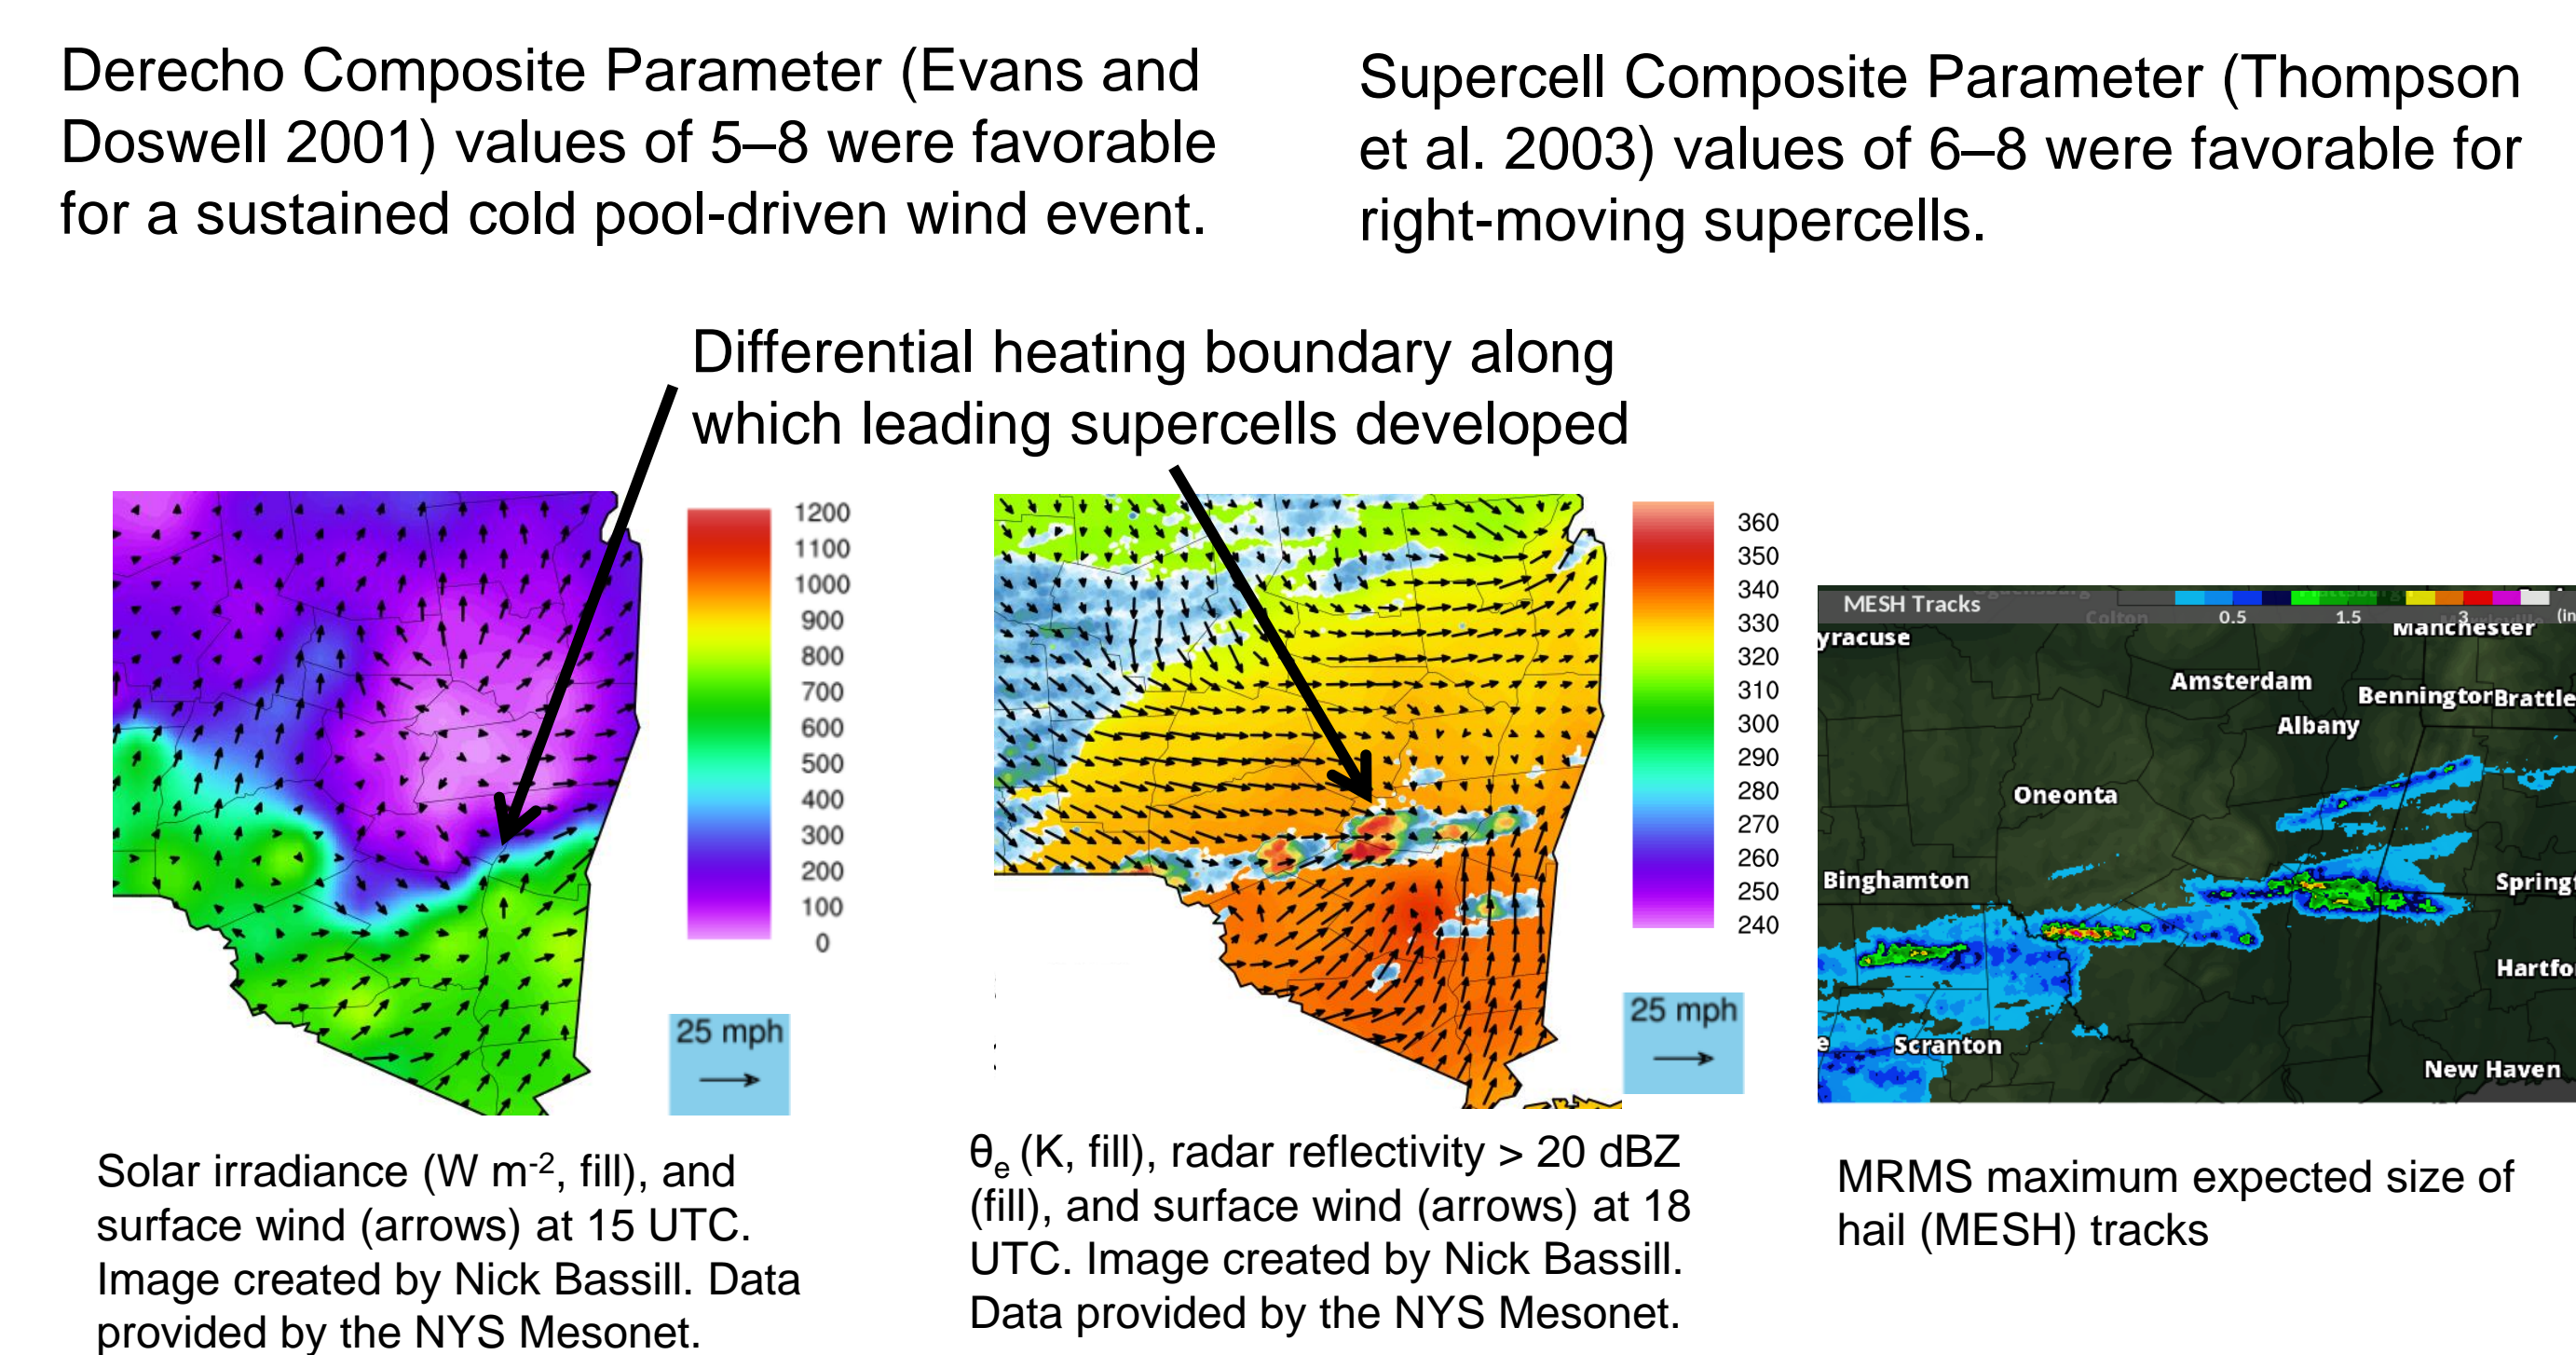 Derecho Composite Parameter (Evans and
Doswell 2001) values of 5–8 were favorable
for a sustained cold pool-driven wind event.
Supercell Composite Parameter (Thompson
et al. 2003) values of 6–8 were favorable for
right-moving supercells.
Differential heating boundary along
which leading supercells developed
1200
1100
1000
900
800
700
600
500
400
300
200
100
0
25 mph
360
350
340
330
320
310
300
290
280
270
260
250
240
25 mph
MESH Tracks
Colton
0.5
1.5
3
(in
yracuse
Manchester
Amsterdam
Bennington
Brattle
Albany
Oneonta
Binghamton
Spring
Hartfo
Scranton
New Haven
Solar irradiance (W m-2, fill), and
surface wind (arrows) at 15 UTC.
Image created by Nick Bassill. Data
provided by the NYS Mesonet.
θe (K, fill), radar reflectivity > 20 dBZ
(fill), and surface wind (arrows) at 18
UTC. Image created by Nick Bassill.
Data provided by the NYS Mesonet.
MRMS maximum expected size of
hail (MESH) tracks